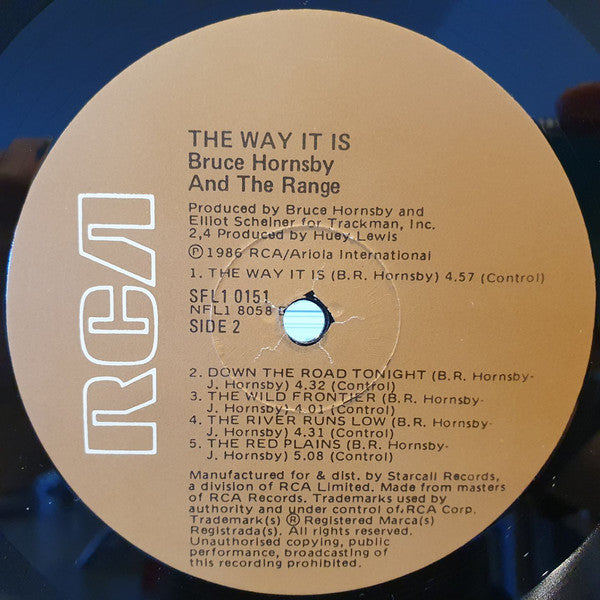 THE WAY IT IS
Bruce Hornsby
And The Range
Produced by Bruce Hornsby and
Elliot Scheiner for Trackman, Inc.
2,4 Produced by Huey Lewis
℗1986 RCA/Ariola International
1. THE WAY IT IS (B.R. Hornsby) 4.57 (Control)
SFL1 0151
NFL1 8058
SIDE 2
2. DOWN THE ROAD TONIGHT (B.R. Hornsby-
J. Hornsby) 4.32 (Control)
3. THE WILD FRONTIER (B.R. Hornsby-
J. Hornsby) 4.01 (Control)
4. THE RIVER RUNS LOW (B.R. Hornsby-
J. Hornsby) 4.31 (Control)
5. THE RED PLAINS (B.R. Hornsby-
J. Hornsby) 5.08 (Control)
Manufactured for & dist. by Starcall Records,
a division of RCA Limited. Made from masters
of RCA Records. Trademarks used by
authority and under control of RCA Corp.
Trademark(s) ® Registered Marca(s)
Registrada(s). All rights reserved.
Unauthorised copying, public
performance, broadcasting of
this recording prohibited.
RCA